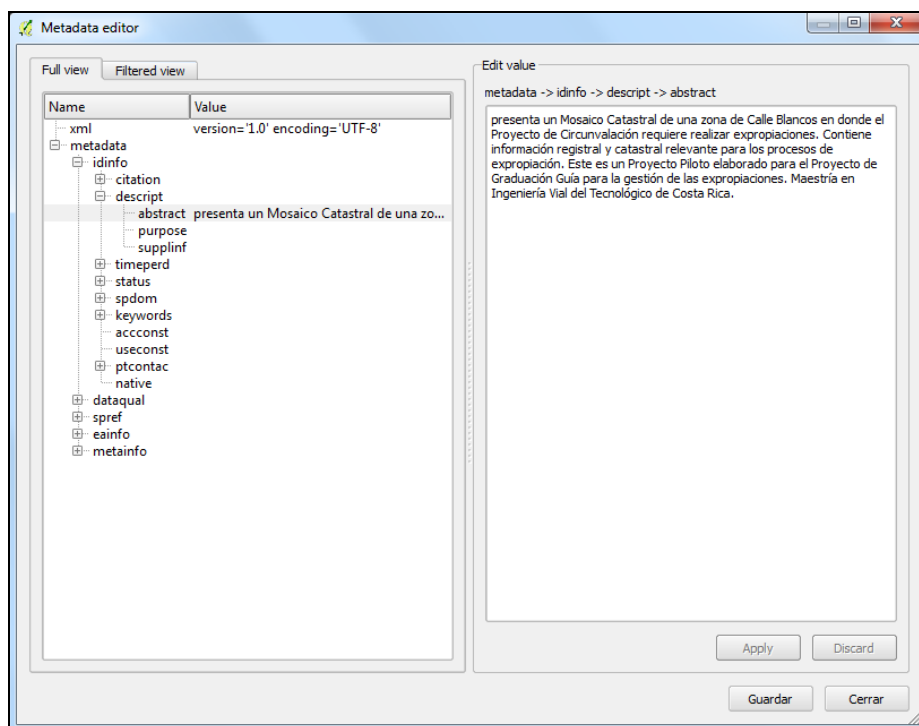 Metadata editor
Full view
Filtered view
Name Value
xml version='1.0' encoding='UTF-8'
metadata
idinfo
citation
descript
abstract presenta un Mosaico Catastral de una zo...
purpose
supplinf
timeperd
status
spdom
keywords
accconst
useconst
ptcontac
native
dataqual
spref
eainfo
metainfo
Edit value
metadata -> idinfo -> descript -> abstract
presenta un Mosaico Catastral de una zona de Calle Blancos en donde el
Proyecto de Circunvalación requiere realizar expropiaciones. Contiene
información registral y catastral relevante para los procesos de
expropiación. Este es un Proyecto Piloto elaborado para el Proyecto de
Graduación Guía para la gestión de las expropiaciones. Maestría en
Ingeniería Vial del Tecnológico de Costa Rica.
Apply
Discard
Guardar
Cerrar